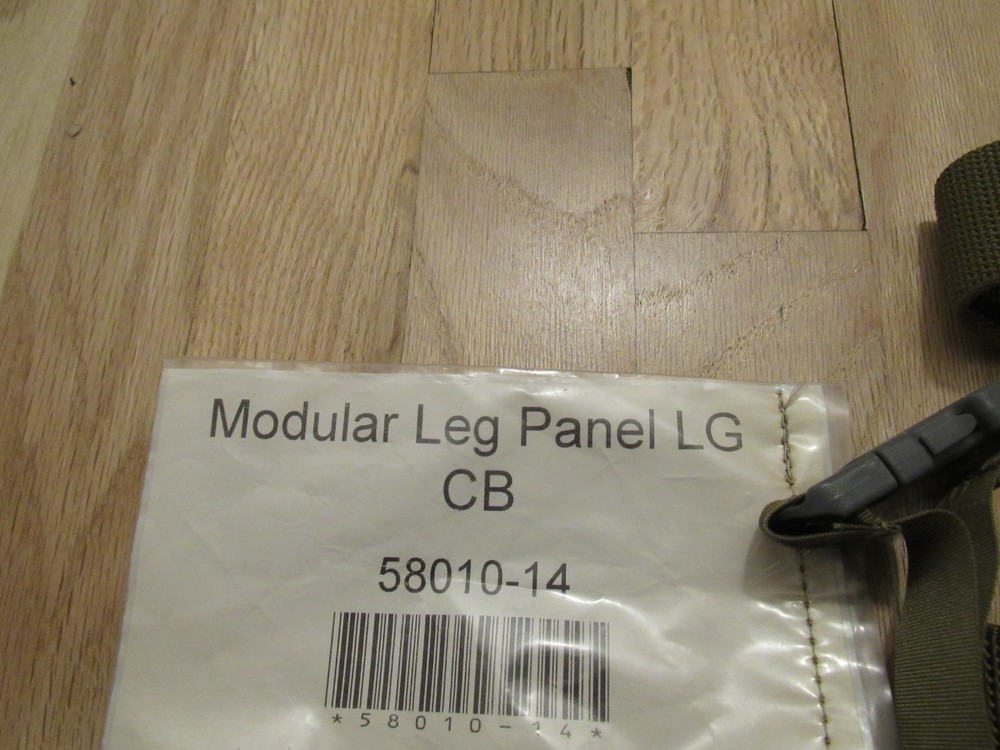 Modular Leg Panel LG
CB
58010-14
*58010-14*